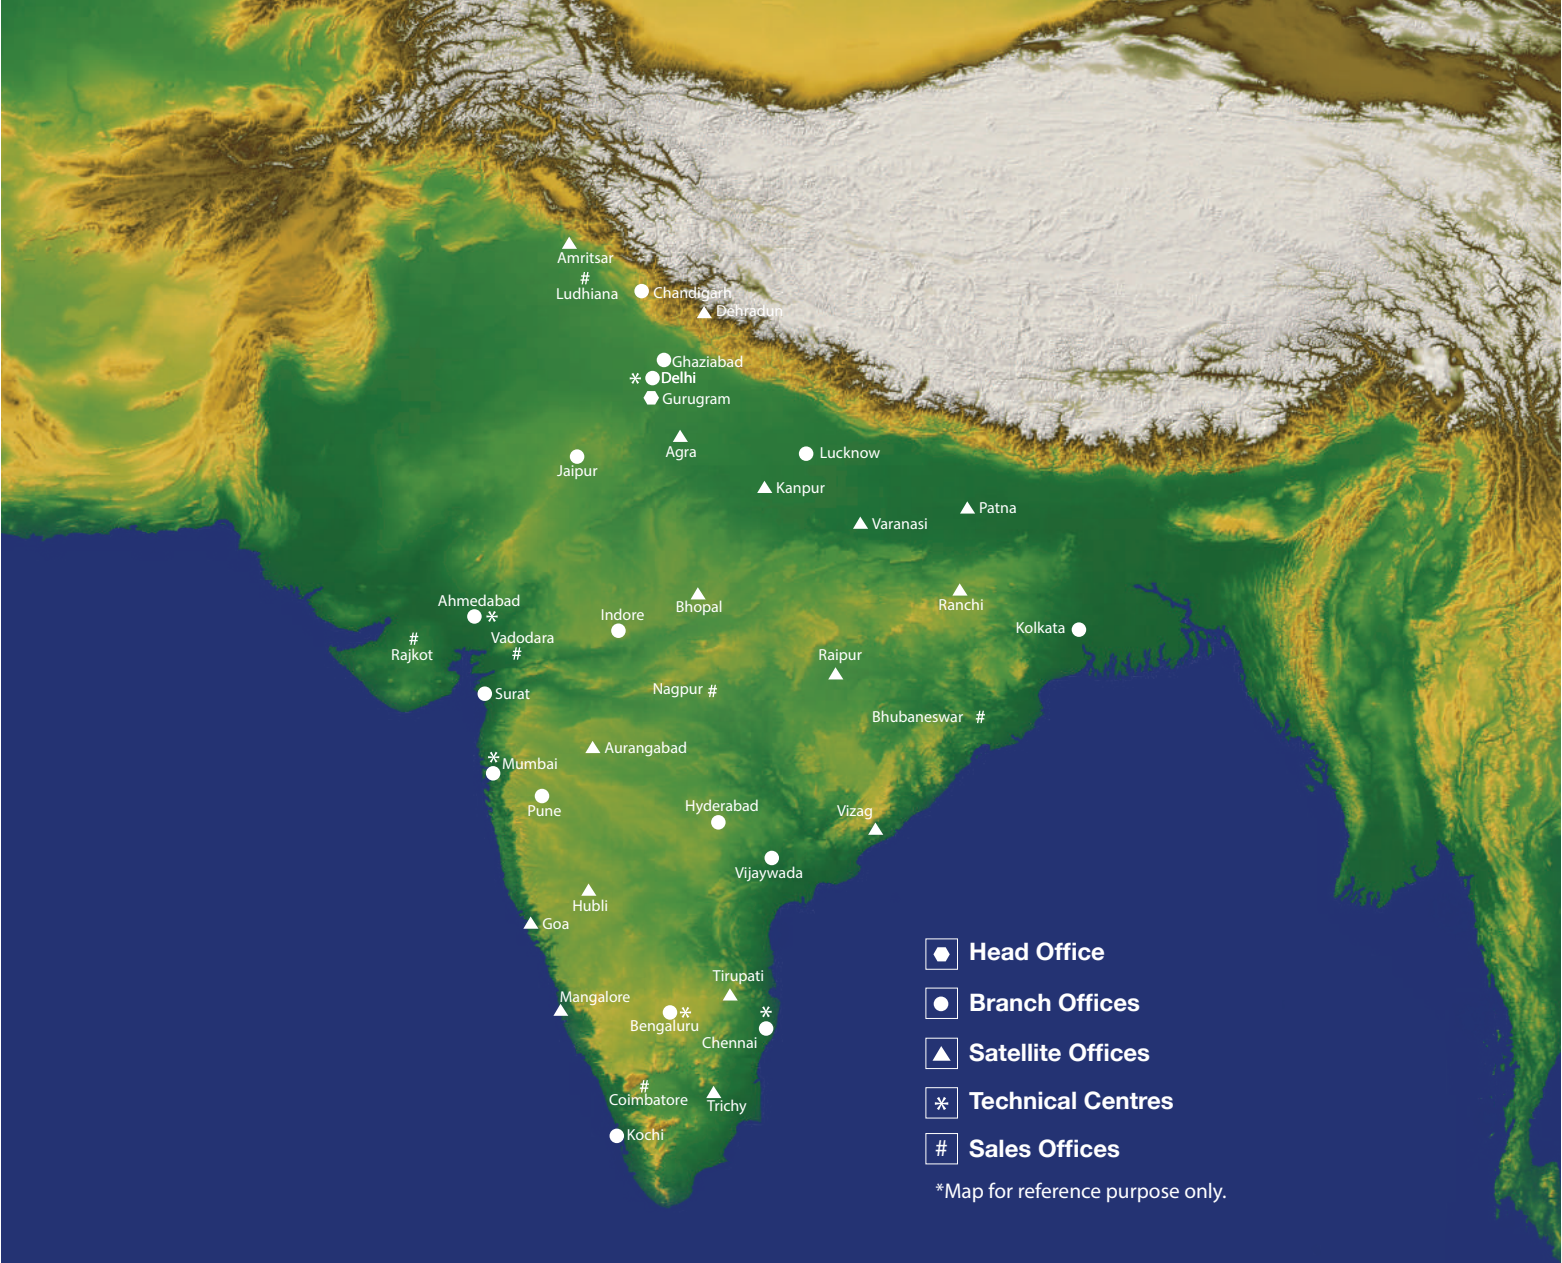 Amritsar
#
Ludhiana
Chandigarh
Dehradun
Ghaziabad
* Delhi
Gurugram
Agra
Jaipur
Lucknow
Kanpur
Patna
Varanasi
Ahmedabad
*
Bhopal
Ranchi
Indore
Kolkata
#
Rajkot
Vadodara
#
Raipur
Surat
Nagpur #
Bhubaneswar #
Aurangabad
*
Mumbai
Pune
Hyderabad
Vizag
Vijaywada
Hubli
Goa
Tirupati
Mangalore
*
Bengaluru
*
Chennai
#
Coimbatore
Trichy
Kochi
Head Office
Branch Offices
Satellite Offices
* Technical Centres
# Sales Offices
*Map for reference purpose only.